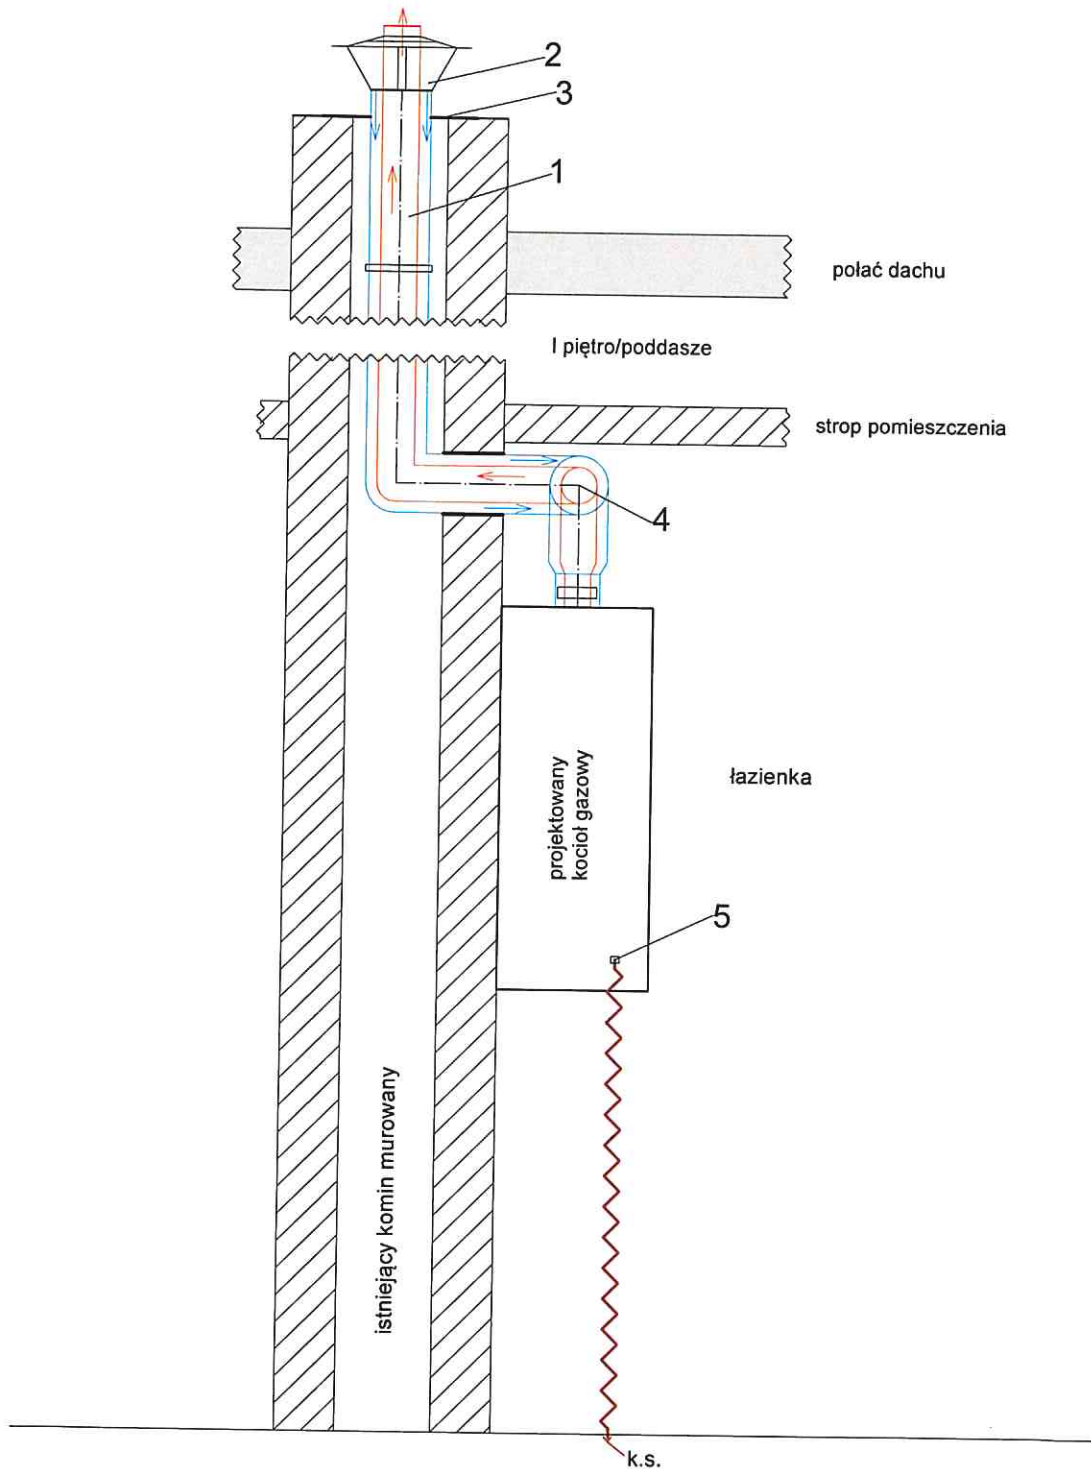 2
3
1
połać dachu
I piętro/poddasze
strop pomieszczenia
4
łazienka
projektowany
kocioł gazowy
5
istniejący komin murowany
k.s.